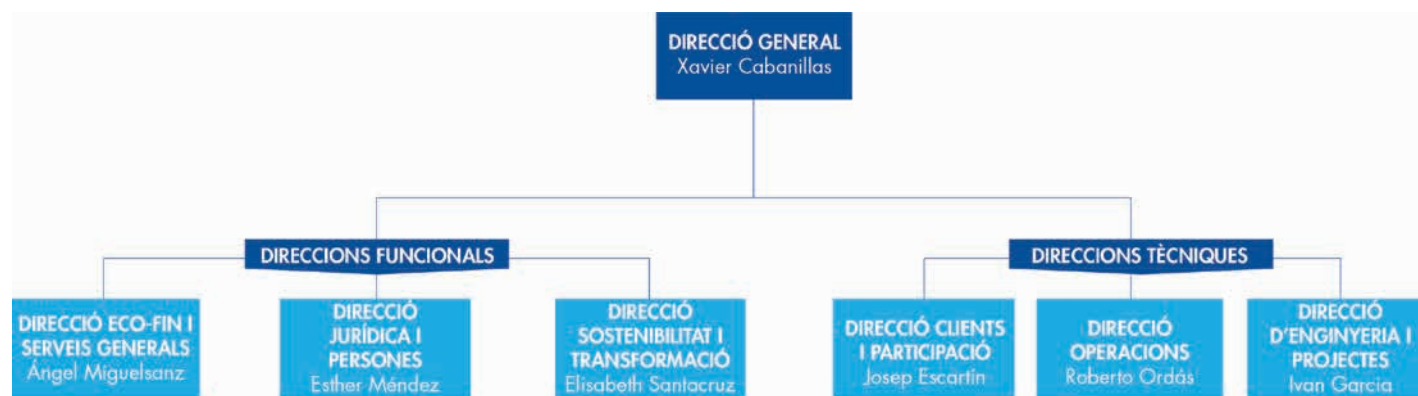 DIRECCIÓ GENERAL
Xavier Cabanillas
DIRECCIONS FUNCIONALS
DIRECCIONS TÈCNIQUES
DIRECCIÓ ECO-FIN I
SERVEIS GENERALS
Ángel Miguelsanz
DIRECCIÓ
JURÍDICA I
PERSONES
Esther Méndez
DIRECCIÓ
SOSTENIBILITAT I
TRANSFORMACIÓ
Elisabeth Santacruz
DIRECCIÓ CLIENTS
I PARTICIPACIÓ
Josep Escartín
DIRECCIÓ
OPERACIONS
Roberto Ordás
DIRECCIÓ
D'ENGINYERIA I
PROJECTES
Ivan Garcia